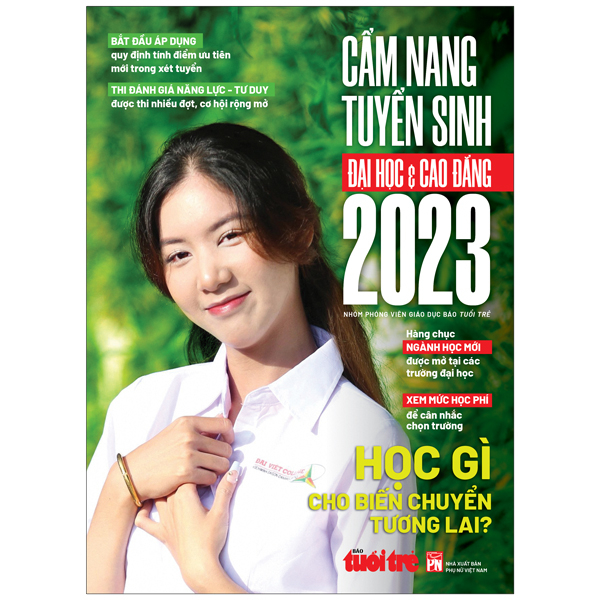 BẮT ĐẦU ÁP DỤNG
quy định tính điểm ưu tiên
mới trong xét tuyển
THI ĐÁNH GIÁ NĂNG LỰC - TƯ DUY
được thi nhiều đợt, cơ hội rộng mở
CẨM NANG
TUYỂN SINH
ĐẠI HỌC & CAO ĐẲNG
2023
NHÓM PHÓNG VIÊN GIÁO DỤC BÁO TUỔI TRẺ
Hàng chục
NGÀNH HỌC MỚI
được mở tại các
trường đại học
XEM MỨC HỌC PHÍ
để cân nhắc
chọn trường
ĐẠI VIỆT
HỌC GÌ
CHO BIẾN CHUYỂN
TƯƠNG LAI?
BÁO
tuổi trẻ
PN
NHÀ XUẤT BẢN
PHỤ NỮ VIỆT NAM